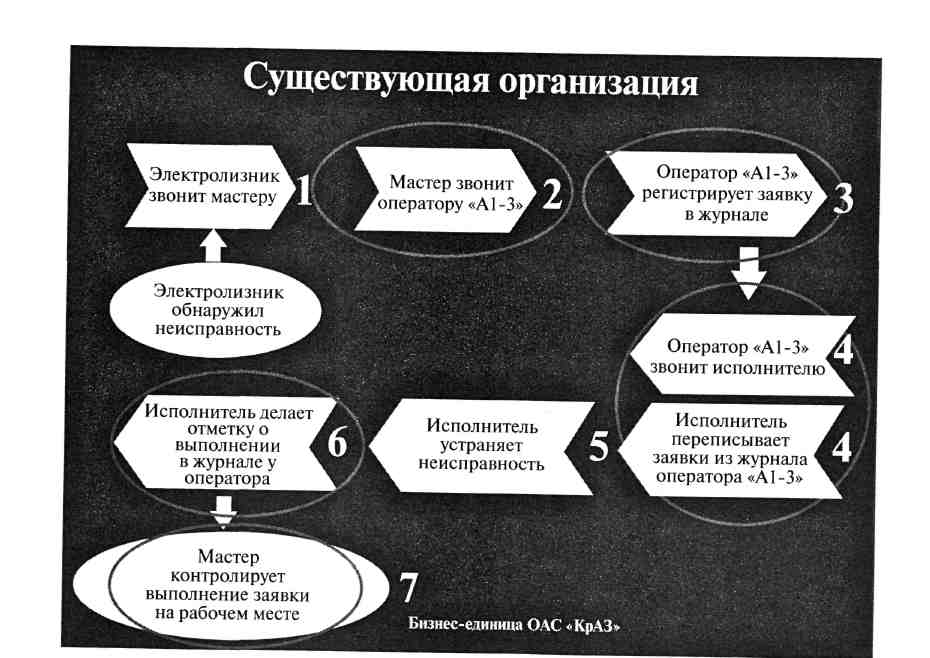 Существующая организация
Электролизник
звонит мастеру
1
Мастер звонит
оператору «А1-3»
2
Оператор «А1-3»
регистрирует заявку
в журнале
3
Электролизник
обнаружил
неисправность
Оператор «А1-3»
звонит исполнителю
4
Исполнитель
переписывает
заявки из журнала
оператора «А1-3»
4
Исполнитель
устраняет
неисправность
5
Исполнитель делает
отметку о
выполнении
в журнале у
оператора
6
Мастер
контролирует
выполнение заявки
на рабочем месте
7
Бизнес-единица ОАС «КрАЗ»